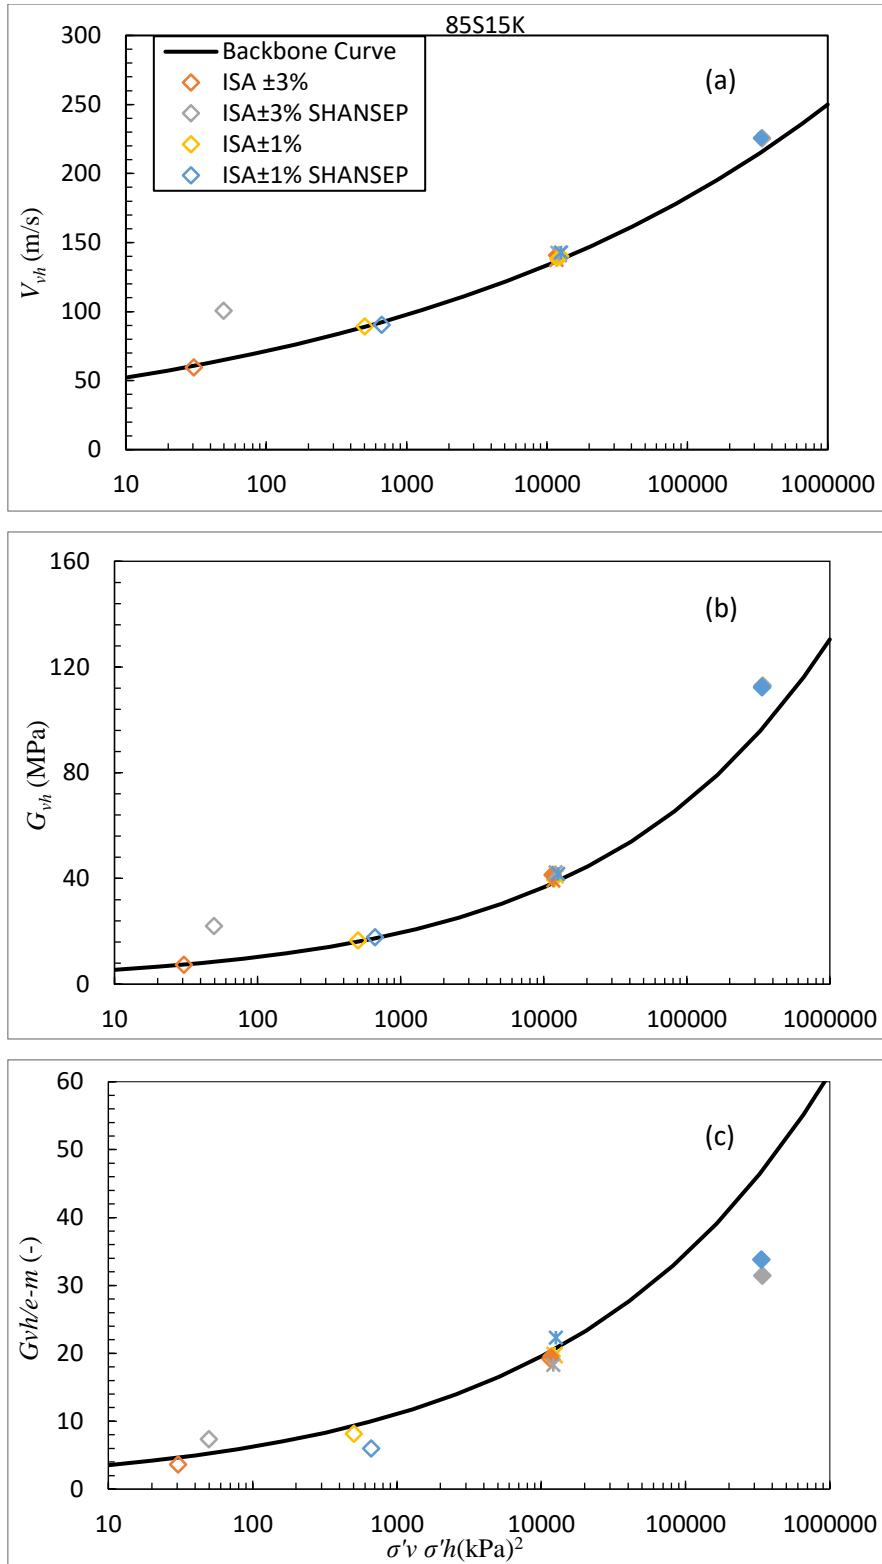 85S15K
300
250
200
150
100
50
0
V_vh (m/s)
Backbone Curve
ISA ±3%
ISA±3% SHANSEP
ISA±1%
ISA±1% SHANSEP
(a)
10 100 1000 10000 100000 1000000
160
120
80
40
0
G_vh (MPa)
(b)
10 100 1000 10000 100000 1000000
60
50
40
30
20
10
0
Gvh/e-m (-)
(c)
10 100 1000 10000 100000 1000000
σ'v σ'h(kPa)²